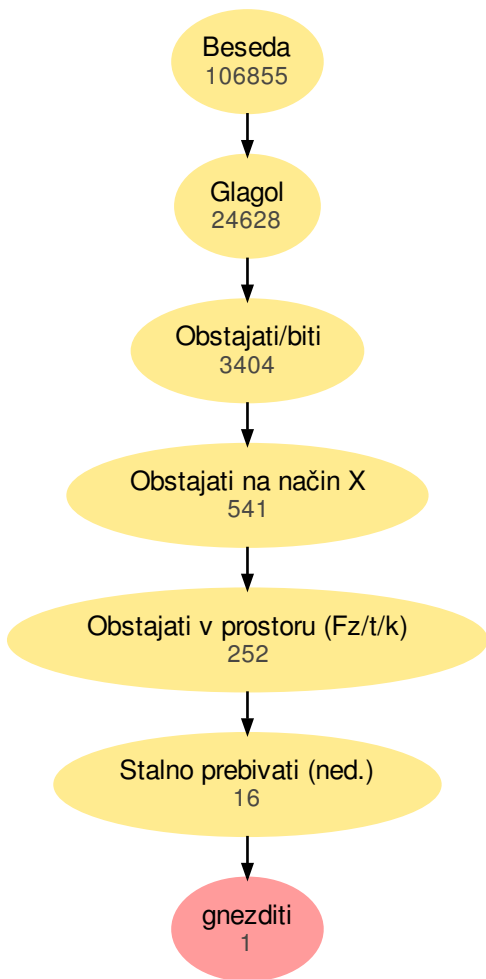 Beseda
106855
Glagol
24628
Obstajati/biti
3404
Obstajati na način X
541
Obstajati v prostoru (Fz/t/k)
252
Stalno prebivati (ned.)
16
gnezditi
1